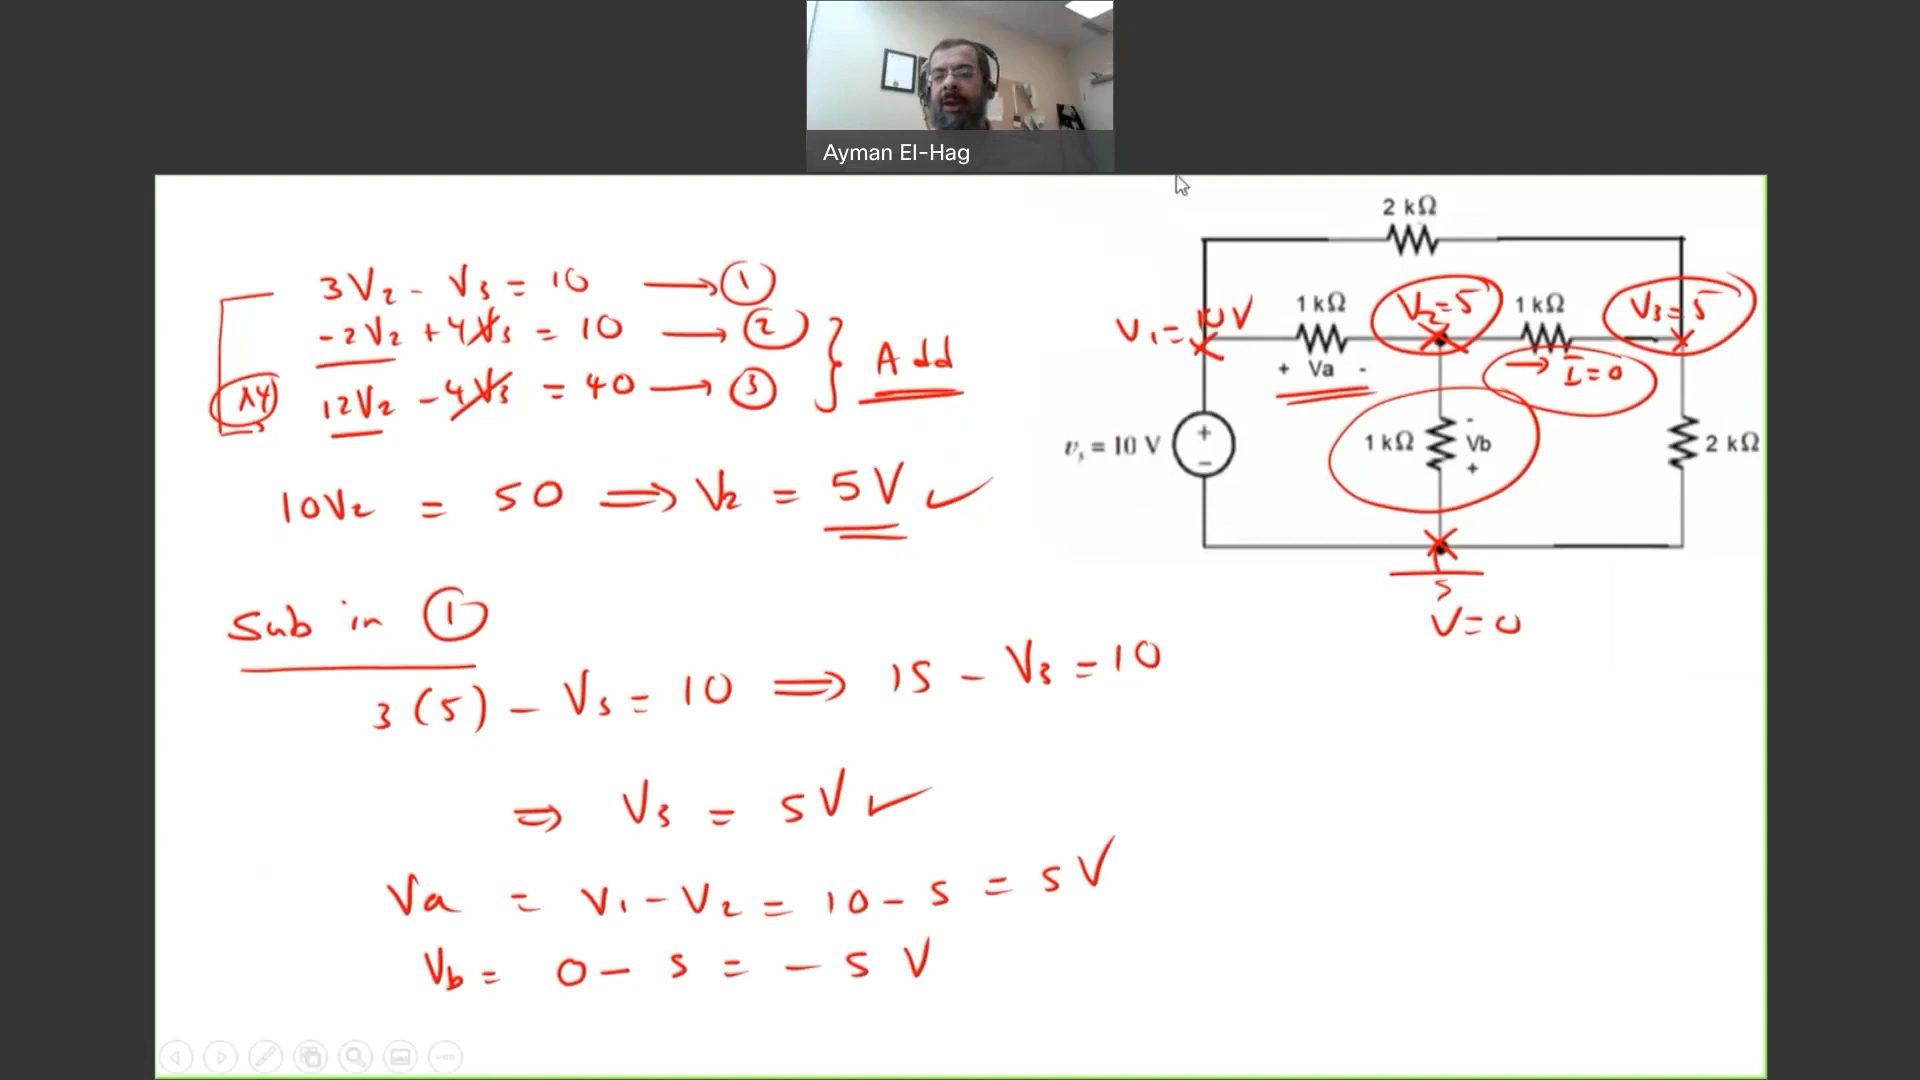 Ayman El-Hag
3V2 - V3 = 10 → 1
-2V2 + 4V3 = 10 → 2
x4 12V2 - 4V3 = 40 → 3
} Add
10V2 = 50 ⇒ V2 = 5V ✓
Sub in 1
3(5) - V3 = 10 ⇒ 15 - V3 = 10
⇒ V3 = 5V ✓
Va = V1 - V2 = 10 - 5 = 5V
Vb = 0 - 5 = - 5 V
2 kΩ
V1 = 10V
1 kΩ
V2 = 5
1 kΩ
V3 = 5
+ Va -
→ I = 0
vs = 10 V
+
−
1 kΩ
-
Vb
+
2 kΩ
V = 0